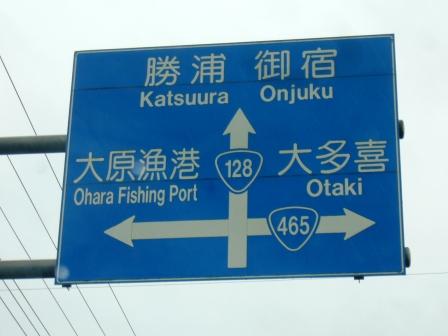 勝浦 御宿
Katsuura Onjuku
大原漁港
Ohara Fishing Port
128
大多喜
Otaki
465